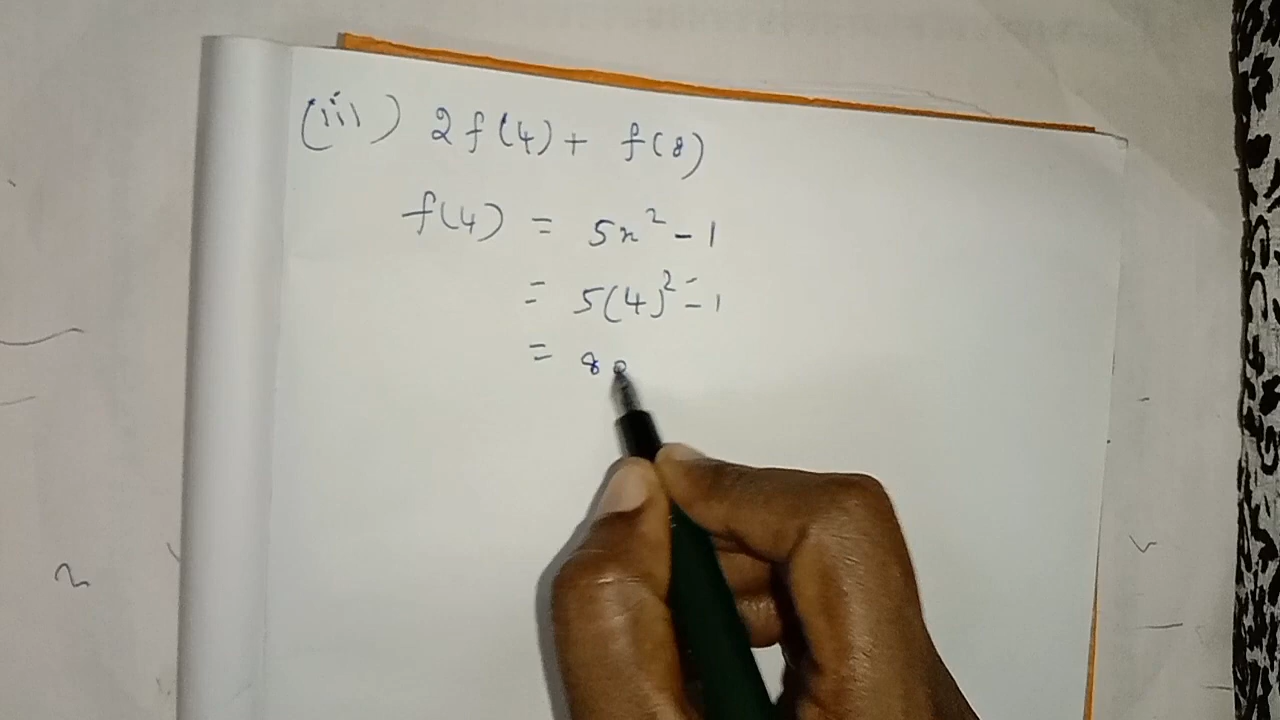 (iii) 2f(4) + f(8)
f(4) = 5x² - 1
= 5(4)² - 1
= 80